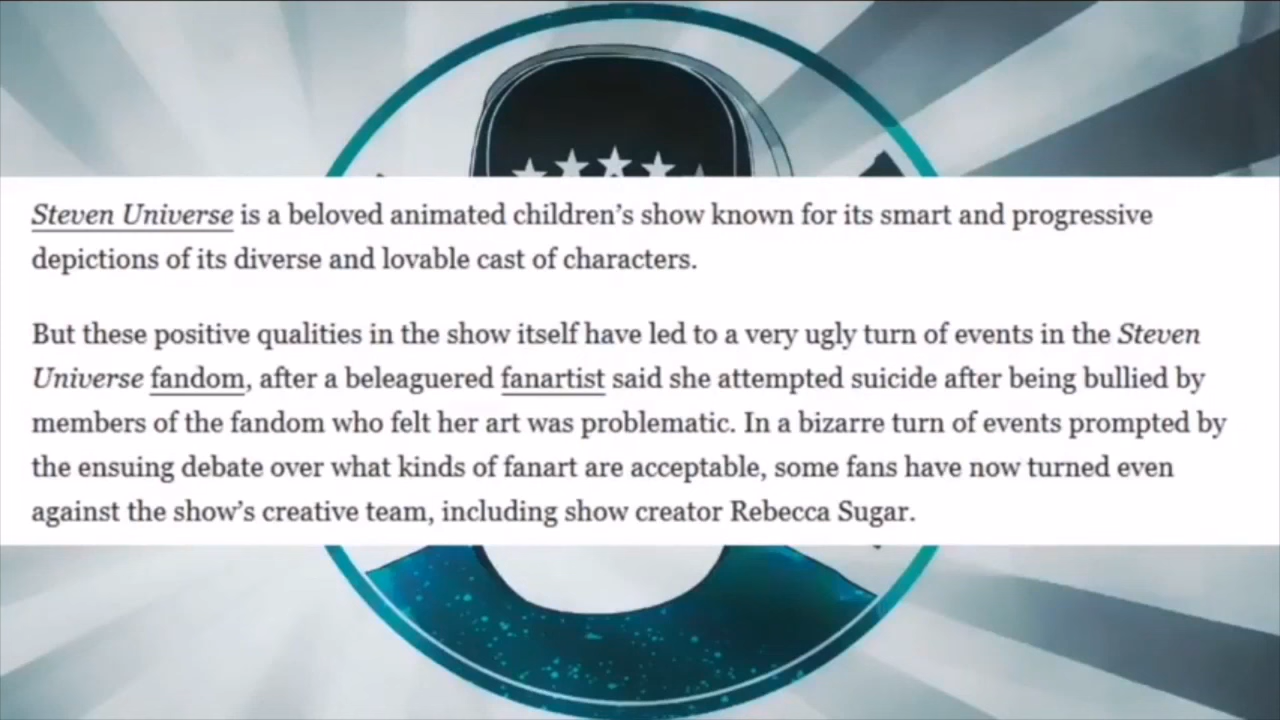 Steven Universe is a beloved animated children’s show known for its smart and progressive
depictions of its diverse and lovable cast of characters.
But these positive qualities in the show itself have led to a very ugly turn of events in the Steven
Universe fandom, after a beleaguered fanartist said she attempted suicide after being bullied by
members of the fandom who felt her art was problematic. In a bizarre turn of events prompted by
the ensuing debate over what kinds of fanart are acceptable, some fans have now turned even
against the show’s creative team, including show creator Rebecca Sugar.